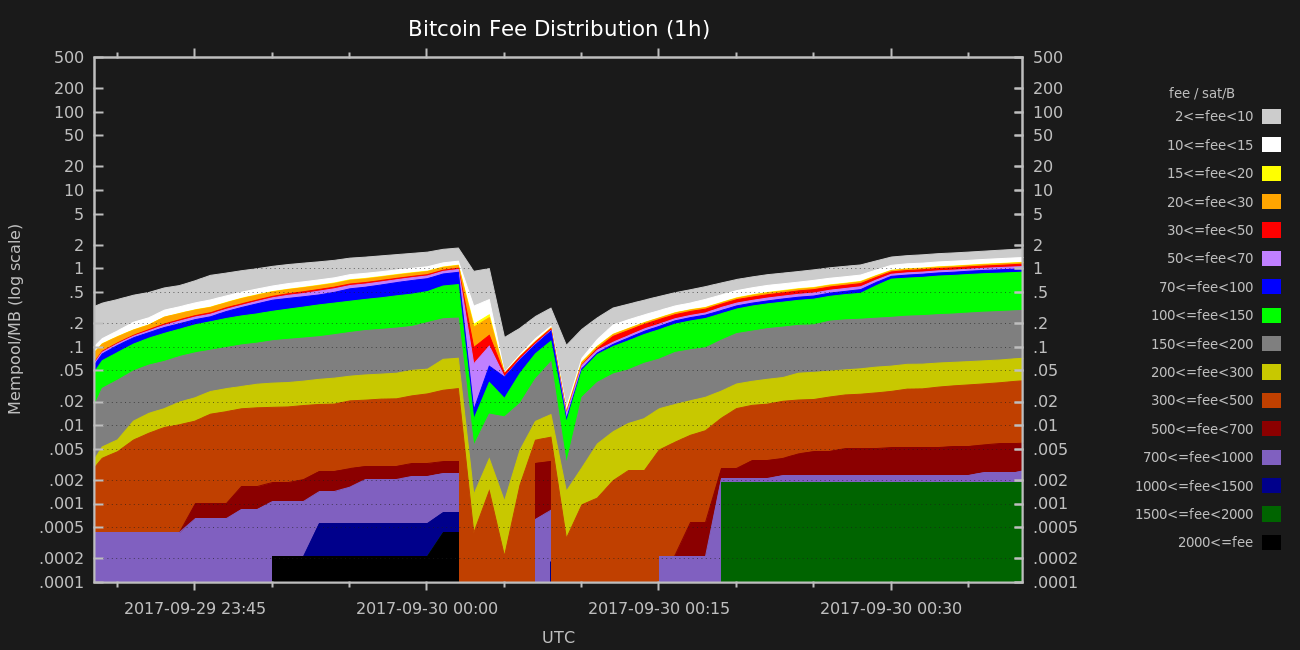 Bitcoin Fee Distribution (1h)
Mempool/MB (log scale)
500
200
100
50
20
10
5
2
1
.5
.2
.1
.05
.02
.01
.005
.002
.001
.0005
.0002
.0001
500
200
100
50
20
10
5
2
1
.5
.2
.1
.05
.02
.01
.005
.002
.001
.0005
.0002
.0001
2017-09-29 23:45
2017-09-30 00:00
2017-09-30 00:15
2017-09-30 00:30
UTC
fee / sat/B
2<=fee<10
10<=fee<15
15<=fee<20
20<=fee<30
30<=fee<50
50<=fee<70
70<=fee<100
100<=fee<150
150<=fee<200
200<=fee<300
300<=fee<500
500<=fee<700
700<=fee<1000
1000<=fee<1500
1500<=fee<2000
2000<=fee